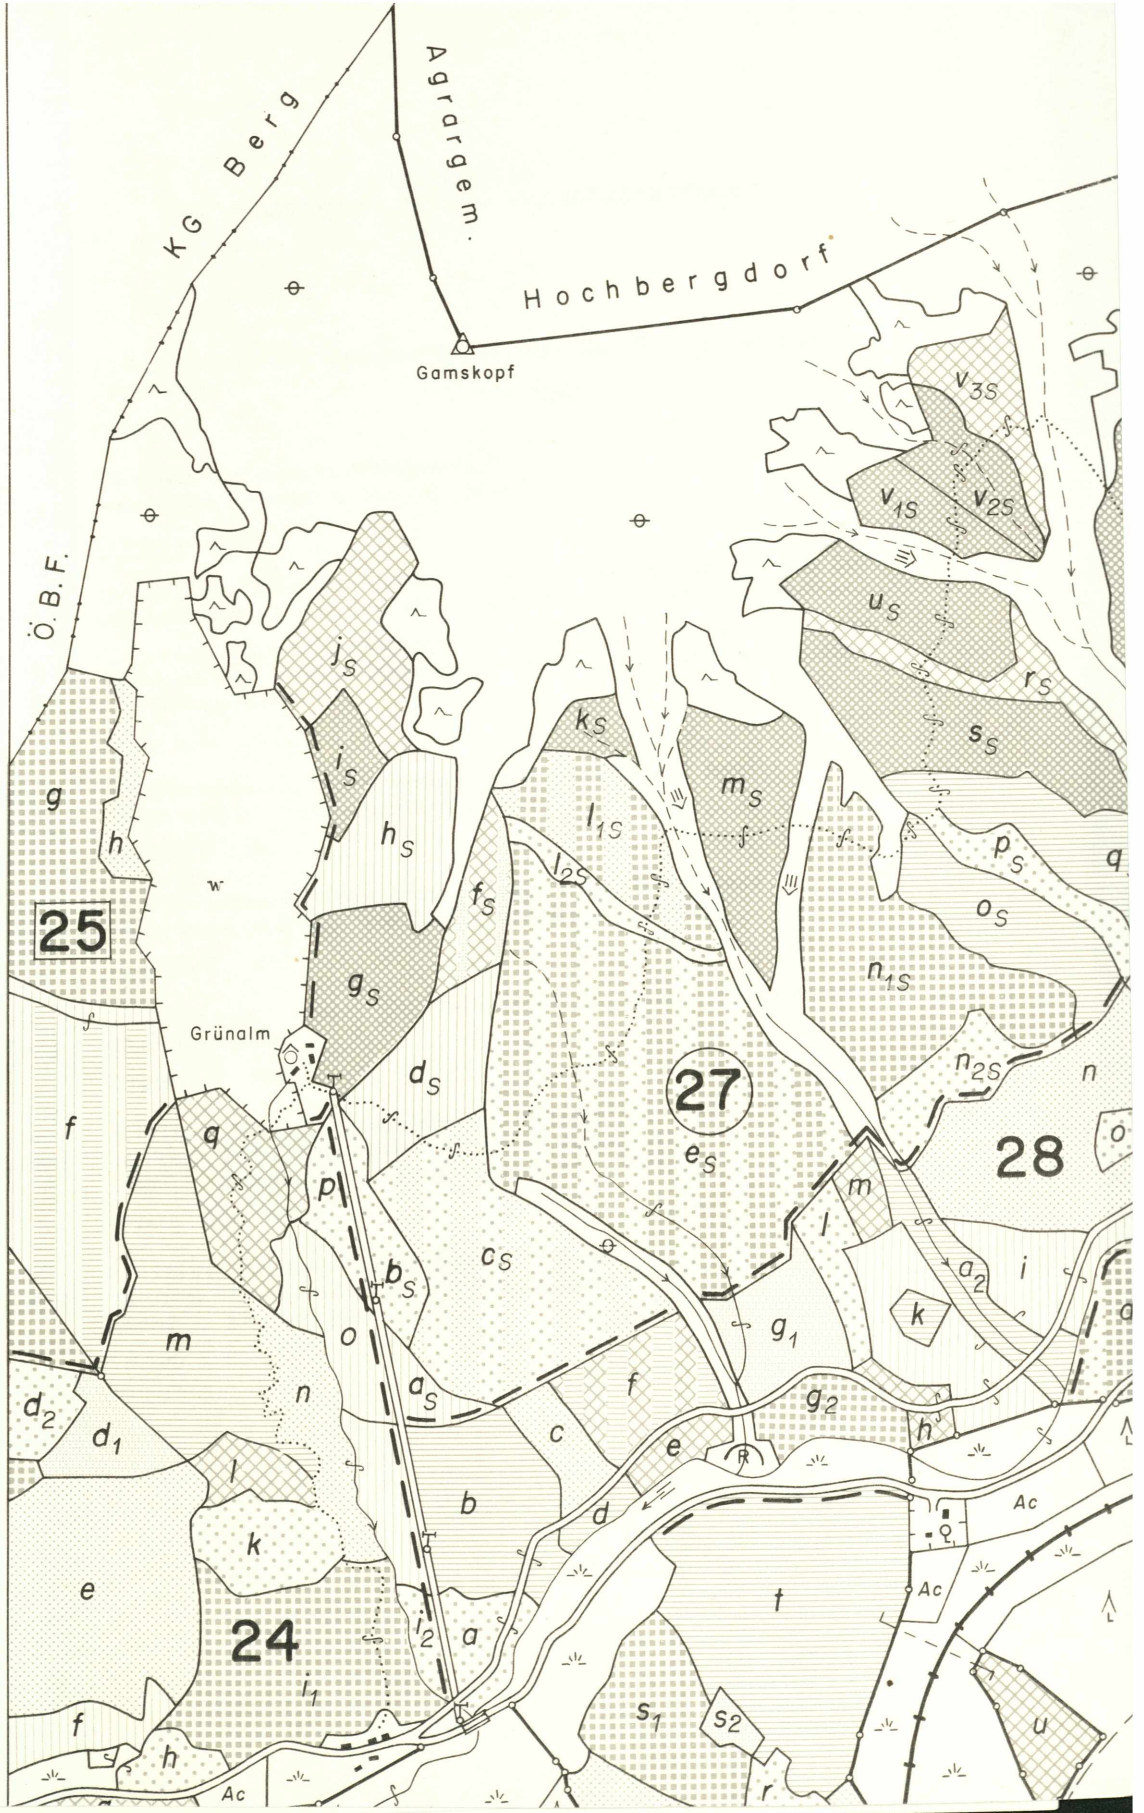 KG Berg
Agrargem.
Hochbergdorf
Gamskopf
Ö.B.F.
v3S
v1S
v2S
uS
rS
sS
jS
iS
kS
mS
g
h
hS
l1S
l2S
fS
pS
q
oS
25
w
gS
n1S
Grünalm
dS
n2S
n
f
q
27
eS
28
o
p
m
l
bS
cS
a2
i
k
g1
m
o
n
aS
f
g2
h
d2
d1
c
e
R
l
b
d
Ac
k
e
t
Ac
24
l2
a
i1
s1
s2
u
f
h
r
Ac